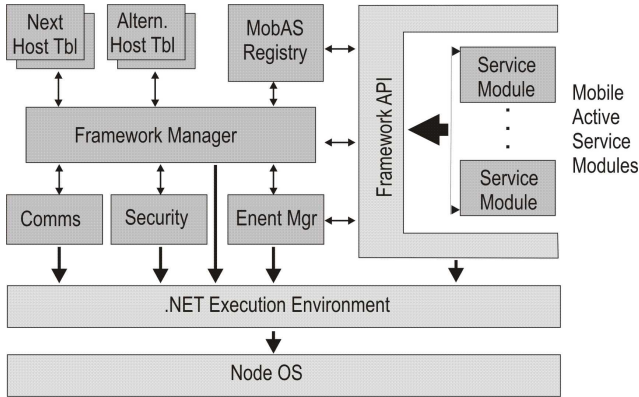 Next
Host Tbl
Altern.
Host Tbl
MobAS
Registry
Framework API
Service
Module
Mobile
Active
Service
Modules
Framework Manager
Service
Module
Comms
Security
Enent Mgr
.NET Execution Environment
Node OS